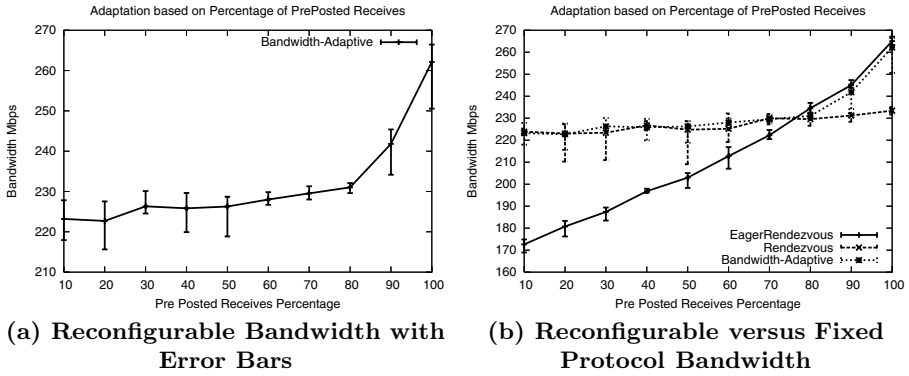 Adaptation based on Percentage of PrePosted Receives
270
260
250
240
230
220
210
Bandwidth Mbps
Bandwidth-Adaptive
10 20 30 40 50 60 70 80 90 100
Pre Posted Receives Percentage
(a) Reconfigurable Bandwidth with
Error Bars
Adaptation based on Percentage of PrePosted Receives
270
260
250
240
230
220
210
200
190
180
170
160
Bandwidth Mbps
EagerRendezvous
Rendezvous
Bandwidth-Adaptive
10 20 30 40 50 60 70 80 90 100
Pre Posted Receives Percentage
(b) Reconfigurable versus Fixed
Protocol Bandwidth